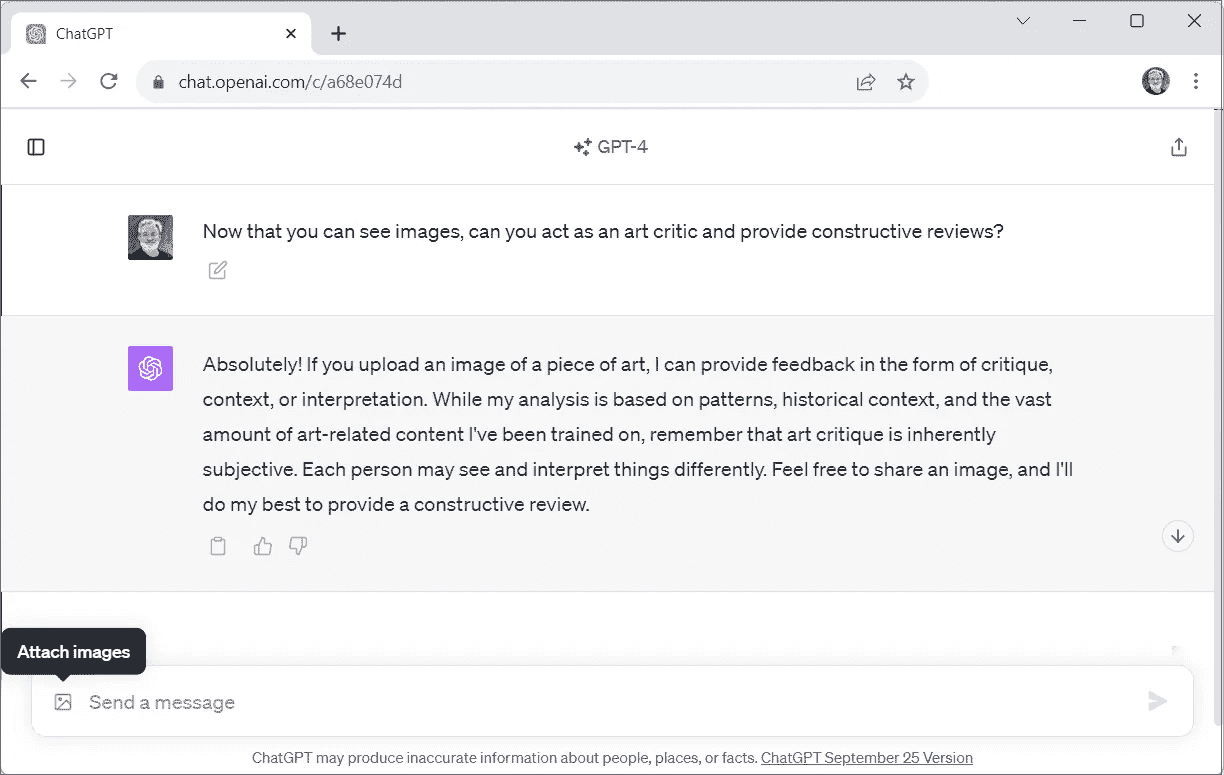 ChatGPT
chat.openai.com/c/a68e074d
GPT-4
Now that you can see images, can you act as an art critic and provide constructive reviews?
Absolutely! If you upload an image of a piece of art, I can provide feedback in the form of critique,
context, or interpretation. While my analysis is based on patterns, historical context, and the vast
amount of art-related content I've been trained on, remember that art critique is inherently
subjective. Each person may see and interpret things differently. Feel free to share an image, and I'll
do my best to provide a constructive review.
Attach images
Send a message
ChatGPT may produce inaccurate information about people, places, or facts. ChatGPT September 25 Version